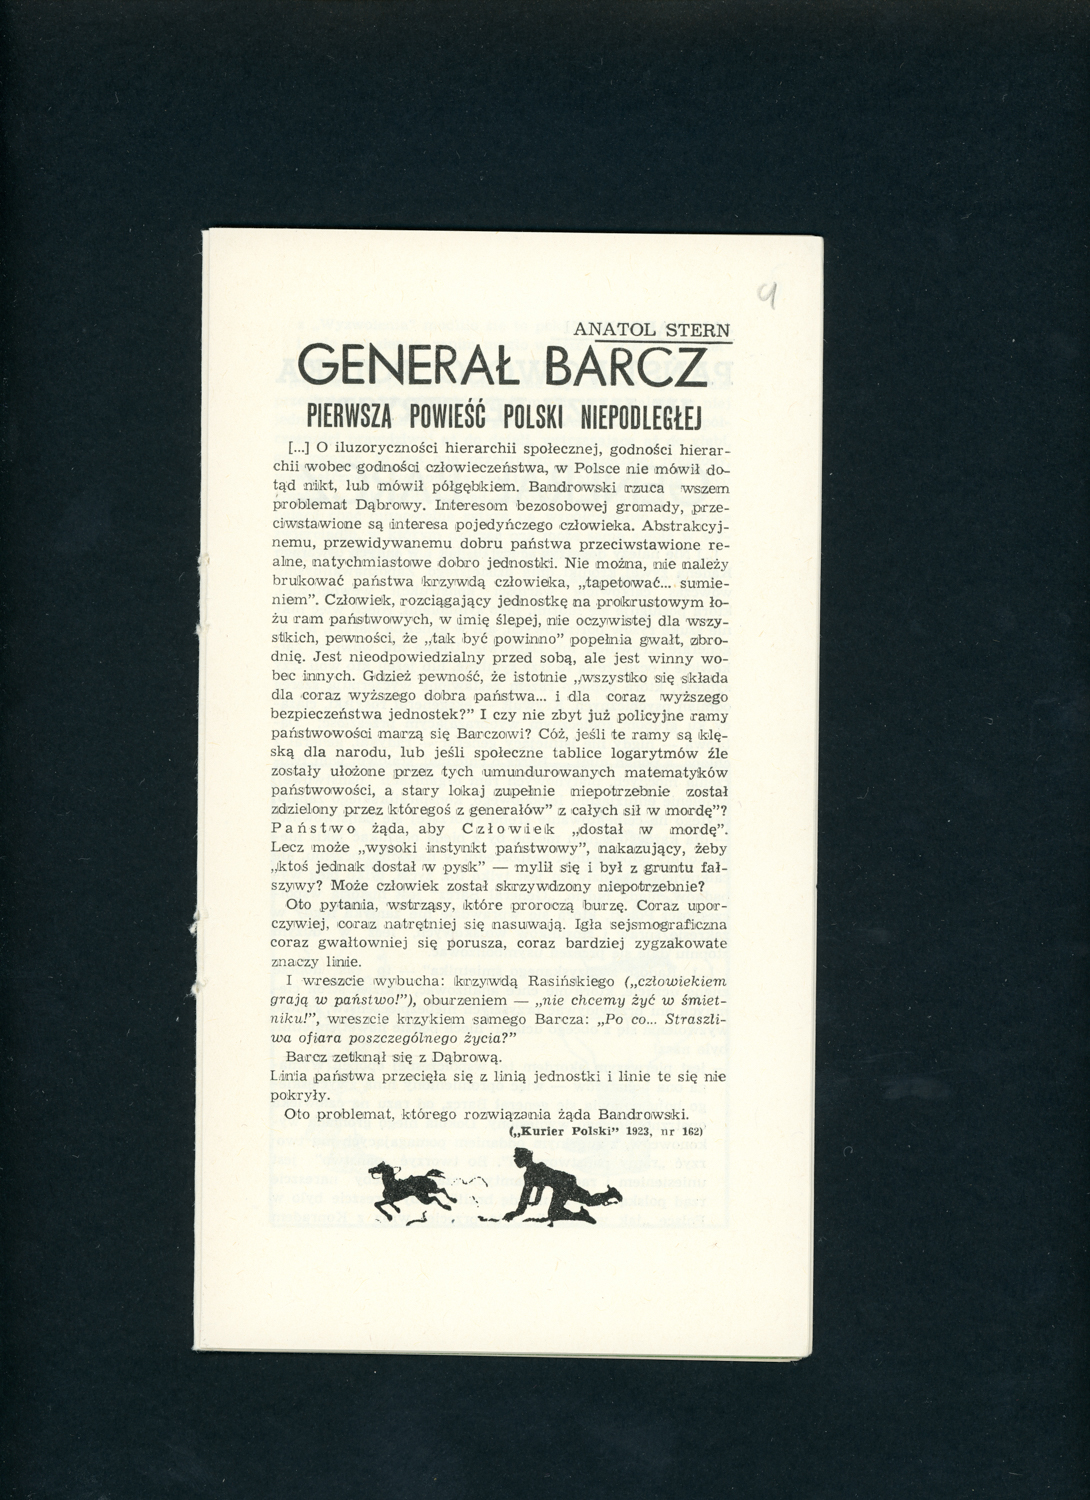 9
ANATOL STERN
GENERAŁ BARCZ
PIERWSZA POWIEŚĆ POLSKI NIEPODLEGŁEJ
[...] O iluzoryczności hierarchii społecznej, godności hierar-
chii wobec godności człowieczeństwa, w Polsce nie mówił do-
tąd nikt, lub mówił półgębkiem. Bandrowski rzuca wszem
problemat Dąbrowy. Interesom bezosobowej gromady, prze-
ciwstawione są interesa pojedyńczego człowieka. Abstrakcyj-
nemu, przewidywanemu dobru państwa przeciwstawione re-
alne, natychmiastowe dobro jednostki. Nie można, nie należy
brukować państwa krzywdą człowieka, „tapetować... sumie-
niem”. Człowiek, rozciągający jednostkę na prokrustowym ło-
żu ram państwowych, w imię ślepej, nie oczywistej dla wszy-
stkich, pewności, że „tak być powinno” popełnia gwałt, zbro-
dnię. Jest nieodpowiedzialny przed sobą, ale jest winny wo-
bec innych. Gdzież pewność, że istotnie „wszystko się składa
dla coraz wyższego dobra państwa... i dla coraz wyższego
bezpieczeństwa jednostek?” I czy nie zbyt już policyjne ramy
państwowości marzą się Barczowi? Cóż, jeśli te ramy są klę-
ską dla narodu, lub jeśli społeczne tablice logarytmów źle
zostały ułożone przez tych umundurowanych matematyków
państwowości, a stary lokaj zupełnie niepotrzebnie został
zdzielony przez któregoś z generałów” z całych sił w mordę”?
Państwo żąda, aby Człowiek „dostał w mordę”.
Lecz może „wysoki instynkt państwowy”, nakazujący, żeby
„ktoś jednak dostał w pysk” — mylił się i był z gruntu fał-
szywy? Może człowiek został skrzywdzony niepotrzebnie?
Oto pytania, wstrząsy, które proroczą burzę. Coraz upor-
czywiej, coraz natrętniej się nasuwają. Igła sejsmograficzna
coraz gwałtowniej się porusza, coraz bardziej zygzakowate
znaczy linie.
I wreszcie wybucha: krzywdą Rasińskiego („człowiekiem
grają w państwo!”), oburzeniem — „nie chcemy żyć w śmiet-
niku!”, wreszcie krzykiem samego Barcza: „Po co... Straszli-
wa ofiara poszczególnego życia?”
Barcz zetknął się z Dąbrową.
Linia państwa przecięła się z linią jednostki i linie te się nie
pokryły.
Oto problemat, którego rozwiązania żąda Bandrowski.
(„Kurier Polski” 1923, nr 162)